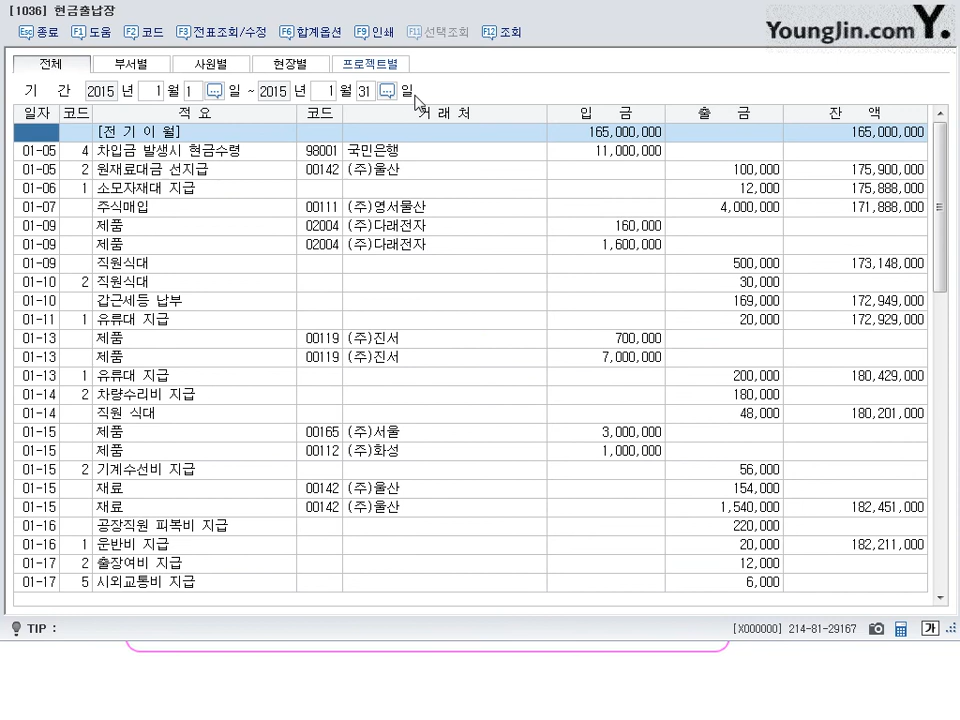 [1036] 현금출납장
Esc 종료 F1 도움 F2 코드 F3 전표조회/수정 F6 합계옵션 F9 인쇄 F11 선택조회 F12 조회
YoungJin.com Y.
전체 부서별 사원별 현장별 프로젝트별
기 간 2015 년 1 월 1 일 ~ 2015 년 1 월 31 일
일자 코드 적 요 코드 거 래 처 입 금 출 금 잔 액
[전 기 이 월] 165,000,000 165,000,000
01-05 4 차입금 발생시 현금수령 98001 국민은행 11,000,000
01-05 2 원재료대금 선지급 00142 (주)울산 100,000 175,900,000
01-06 1 소모자재대 지급 12,000 175,888,000
01-07 주식매입 00111 (주)영서물산 4,000,000 171,888,000
01-09 제품 02004 (주)다래전자 160,000
01-09 제품 02004 (주)다래전자 1,600,000
01-09 직원식대 500,000 173,148,000
01-10 2 직원식대 30,000
01-10 갑근세등 납부 169,000 172,949,000
01-11 1 유류대 지급 20,000 172,929,000
01-13 제품 00119 (주)진서 700,000
01-13 제품 00119 (주)진서 7,000,000
01-13 1 유류대 지급 200,000 180,429,000
01-14 2 차량수리비 지급 180,000
01-14 직원 식대 48,000 180,201,000
01-15 제품 00165 (주)서울 3,000,000
01-15 제품 00112 (주)화성 1,000,000
01-15 2 기계수선비 지급 56,000
01-15 재료 00142 (주)울산 154,000
01-15 재료 00142 (주)울산 1,540,000 182,451,000
01-16 공장직원 피복비 지급 220,000
01-16 1 운반비 지급 20,000 182,211,000
01-17 2 출장여비 지급 12,000
01-17 5 시외교통비 지급 6,000
TIP : [X000000] 214-81-29167 가